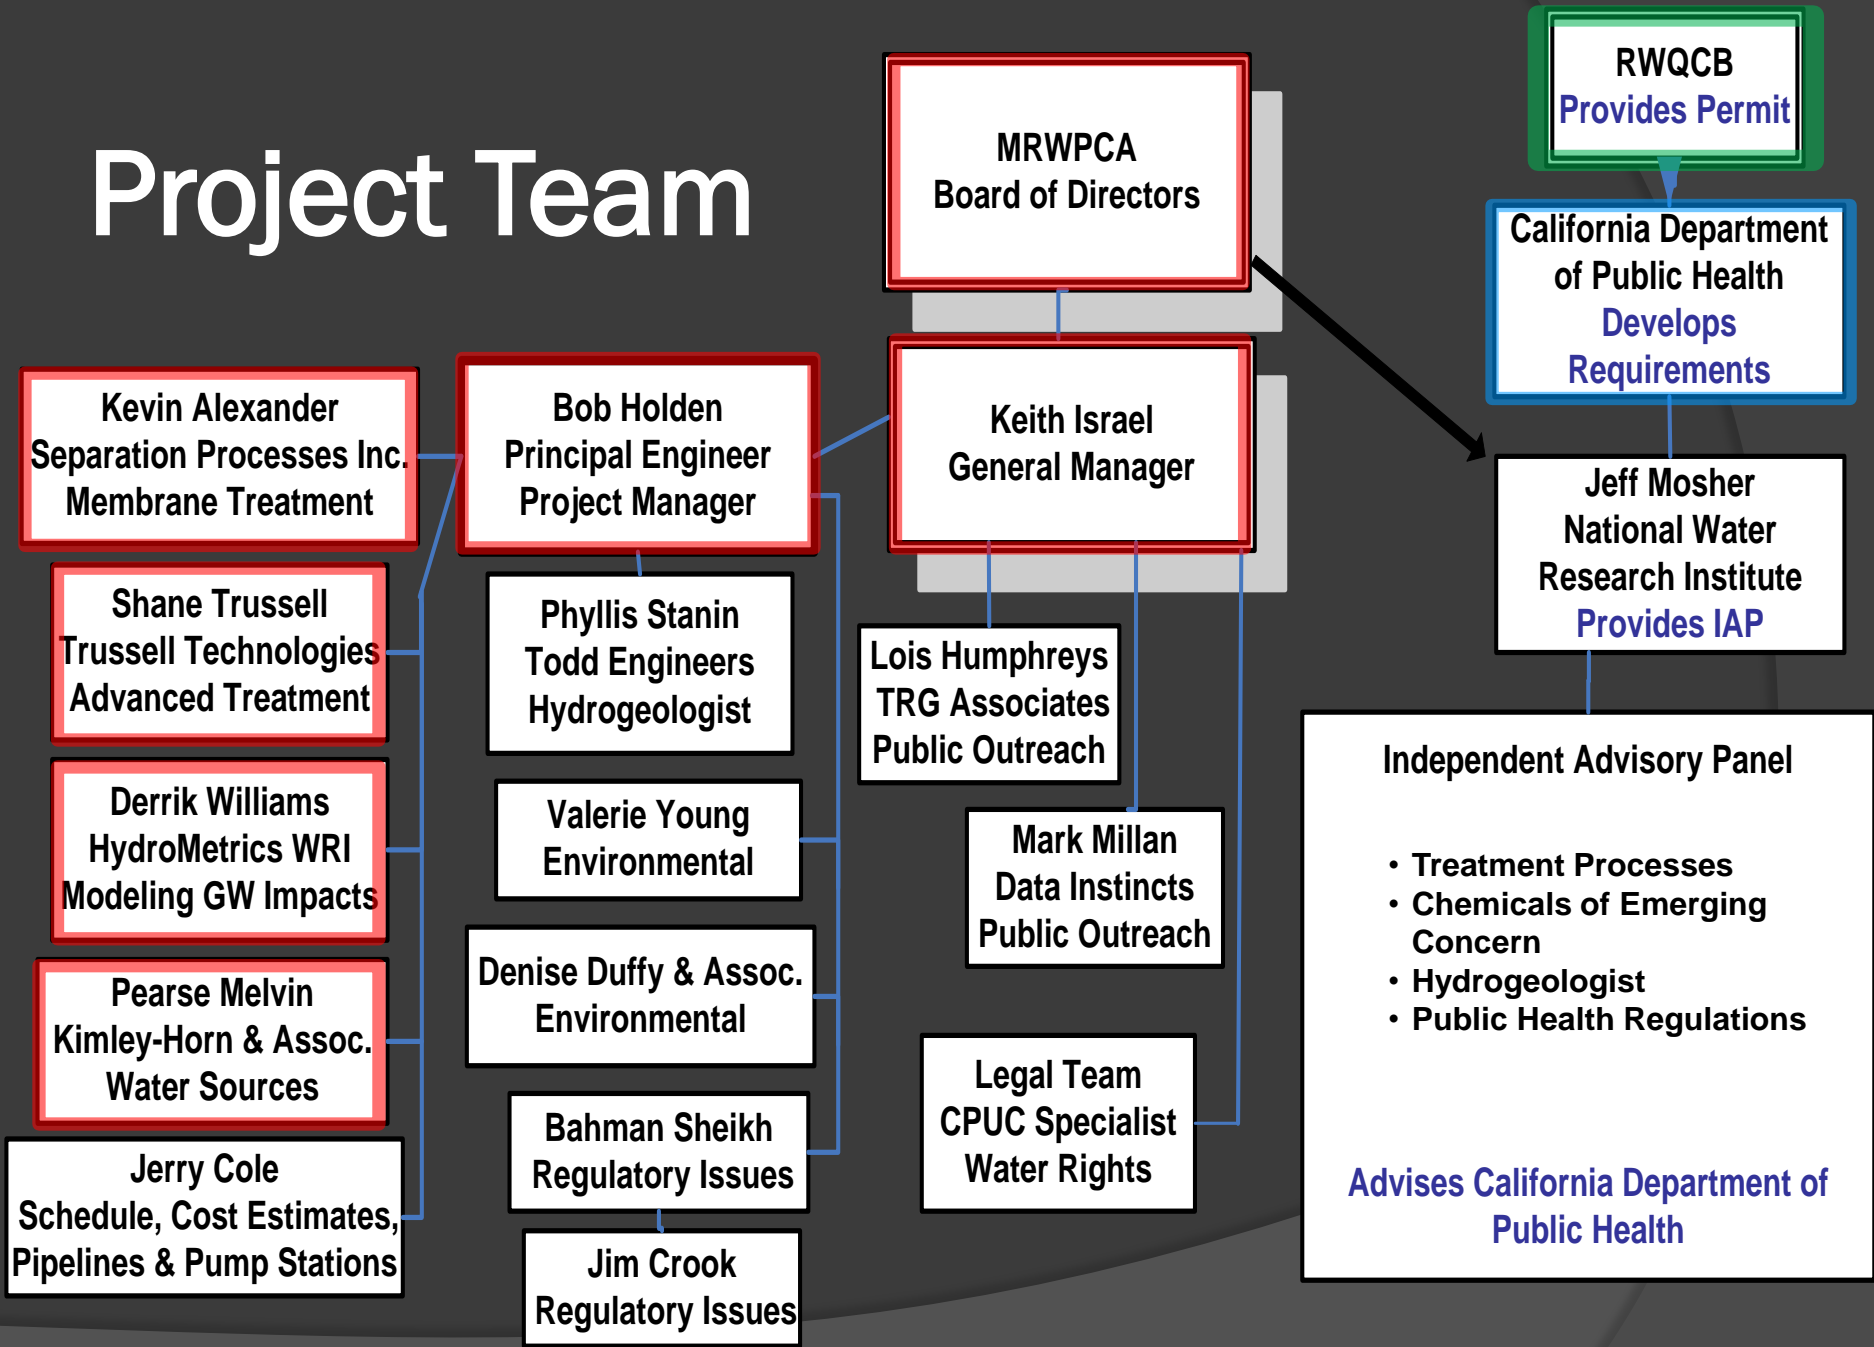 Project Team
MRWPCA
Board of Directors
RWQCB
Provides Permit
California Department
of Public Health
Develops
Requirements
Kevin Alexander
Separation Processes Inc.
Membrane Treatment
Bob Holden
Principal Engineer
Project Manager
Keith Israel
General Manager
Jeff Mosher
National Water
Research Institute
Provides IAP
Shane Trussell
Trussell Technologies
Advanced Treatment
Phyllis Stanin
Todd Engineers
Hydrogeologist
Lois Humphreys
TRG Associates
Public Outreach
Derrik Williams
HydroMetrics WRI
Modeling GW Impacts
Valerie Young
Environmental
Mark Millan
Data Instincts
Public Outreach
Pearse Melvin
Kimley-Horn & Assoc.
Water Sources
Denise Duffy & Assoc.
Environmental
Legal Team
CPUC Specialist
Water Rights
Jerry Cole
Schedule, Cost Estimates,
Pipelines & Pump Stations
Bahman Sheikh
Regulatory Issues
Jim Crook
Regulatory Issues
Independent Advisory Panel
• Treatment Processes
• Chemicals of Emerging
Concern
• Hydrogeologist
• Public Health Regulations
Advises California Department of
Public Health